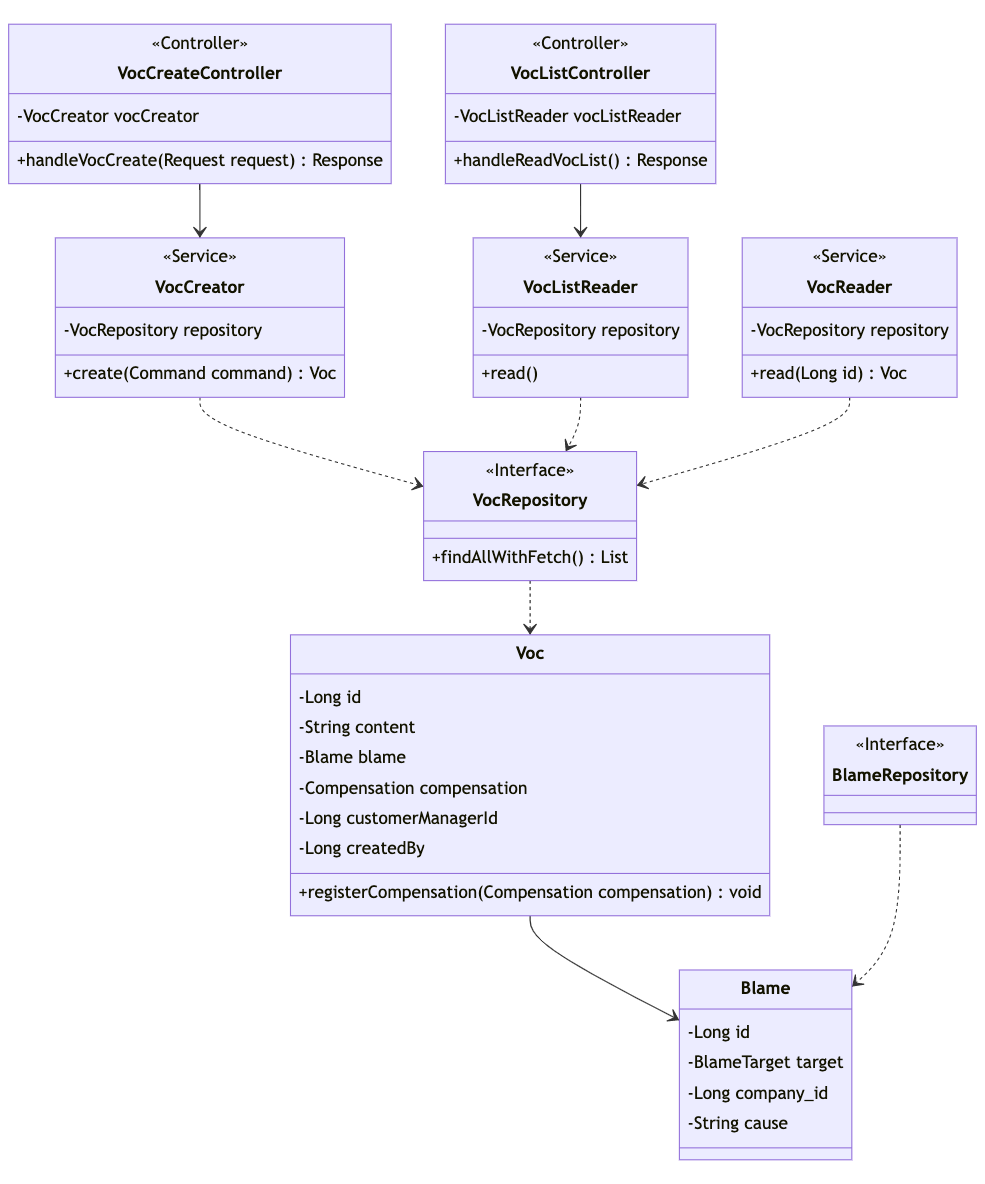 «Controller»
VocCreateController
-VocCreator vocCreator
+handleVocCreate(Request request) : Response
«Controller»
VocListController
-VocListReader vocListReader
+handleReadVocList() : Response
«Service»
VocCreator
-VocRepository repository
+create(Command command) : Voc
«Service»
VocListReader
-VocRepository repository
+read()
«Service»
VocReader
-VocRepository repository
+read(Long id) : Voc
«Interface»
VocRepository
+findAllWithFetch() : List
Voc
-Long id
-String content
-Blame blame
-Compensation compensation
-Long customerManagerId
-Long createdBy
+registerCompensation(Compensation compensation) : void
«Interface»
BlameRepository
Blame
-Long id
-BlameTarget target
-Long company_id
-String cause